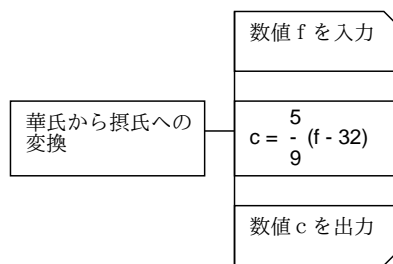 数値 f を入力
華氏から摂氏への
変換
c = 5/9 (f - 32)
数値 c を出力